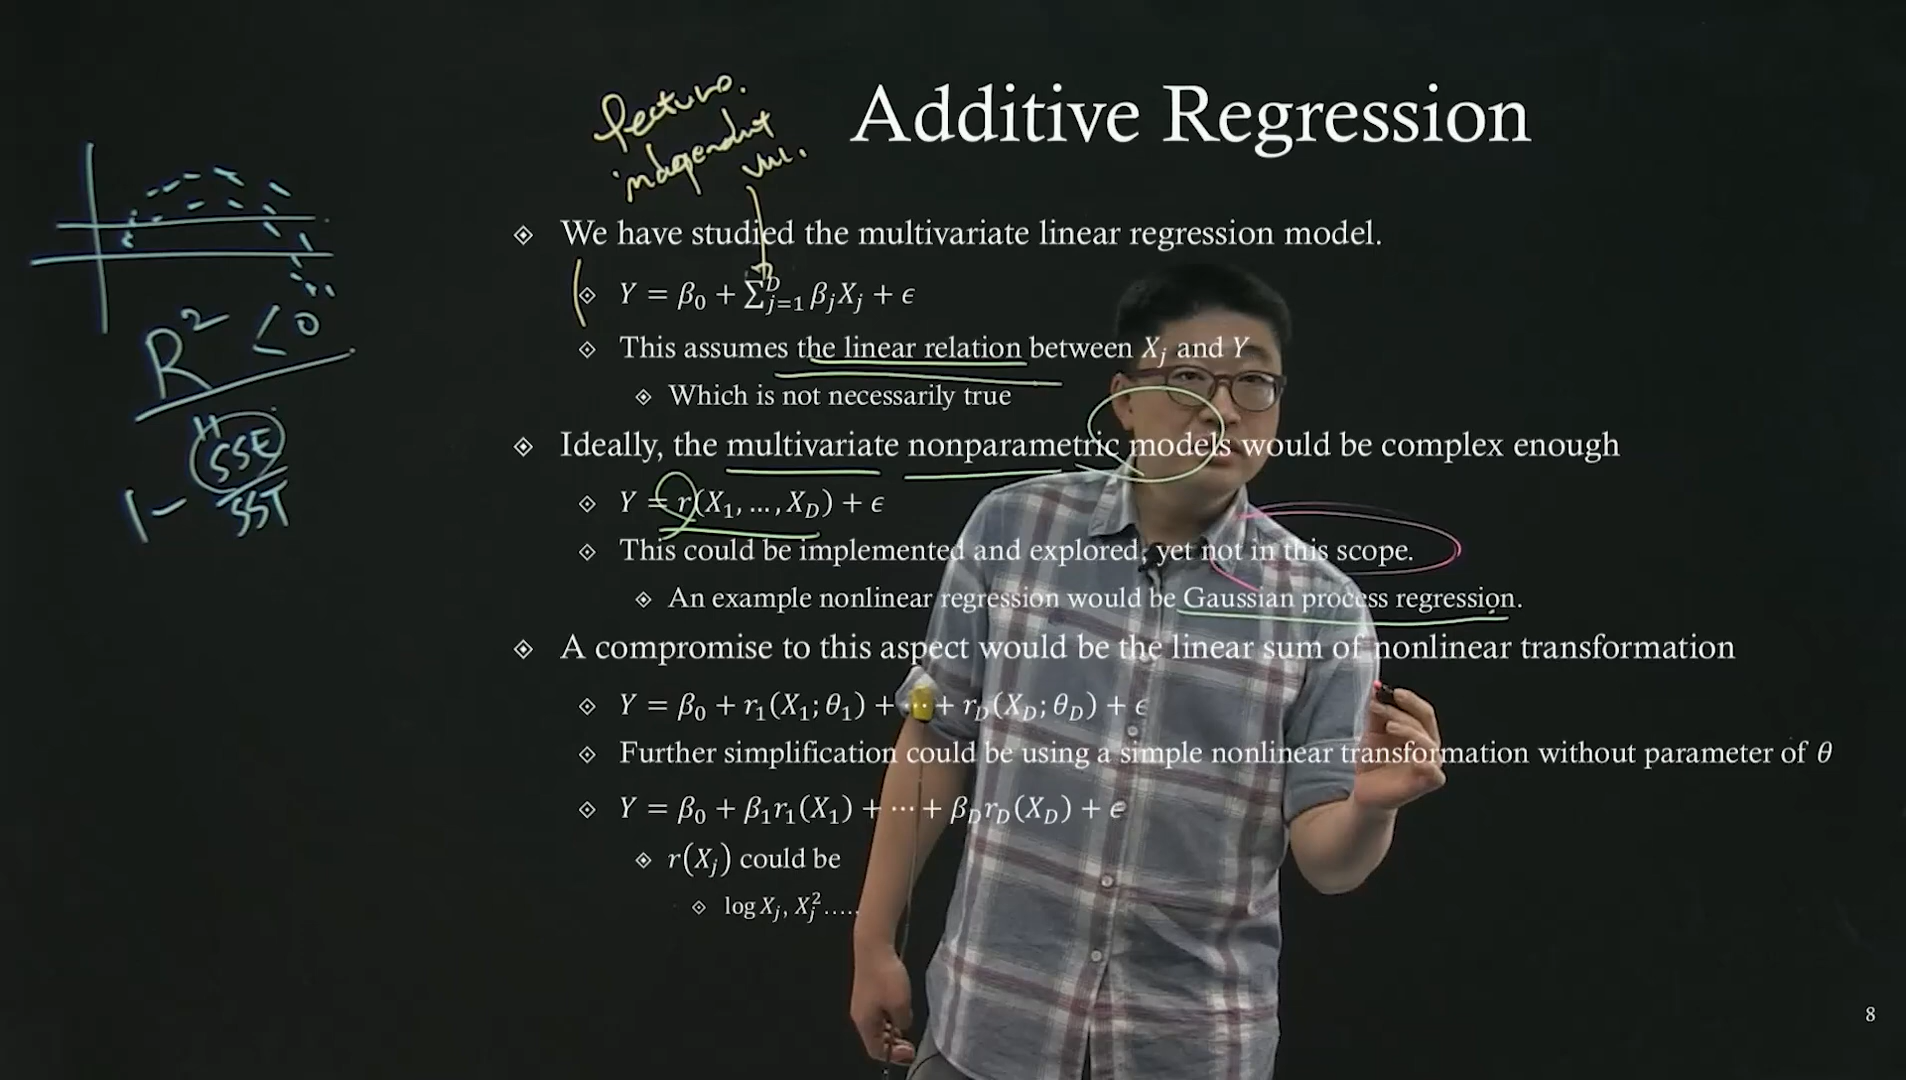 Additive Regression
feature.
independent
var.
We have studied the multivariate linear regression model.
Y = β₀ + ∑ᴰⱼ₌₁ βⱼXⱼ + ϵ
This assumes the linear relation between Xⱼ and Y
Which is not necessarily true
Ideally, the multivariate nonparametric models would be complex enough
Y = r(X₁, … , X_D) + ϵ
This could be implemented and explored, yet not in this scope.
An example nonlinear regression would be Gaussian process regression.
A compromise to this aspect would be the linear sum of nonlinear transformation
Y = β₀ + r₁(X₁; θ₁) + ⋯ + r_D(X_D; θ_D) + ϵ
Further simplification could be using a simple nonlinear transformation without parameter of θ
Y = β₀ + β₁r₁(X₁) + ⋯ + β_Dr_D(X_D) + ϵ
r(Xⱼ) could be
log Xⱼ, Xⱼ² .....
R² < 0
1 - SSE/SST
8